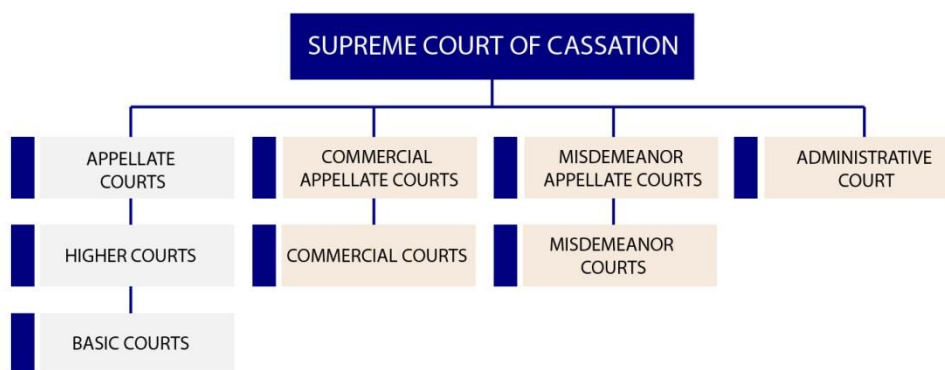 SUPREME COURT OF CASSATION
APPELLATE
COURTS
COMMERCIAL
APPELLATE COURTS
MISDEMEANOR
APPELLATE COURTS
ADMINISTRATIVE
COURT
HIGHER COURTS
COMMERCIAL COURTS
MISDEMEANOR
COURTS
BASIC COURTS